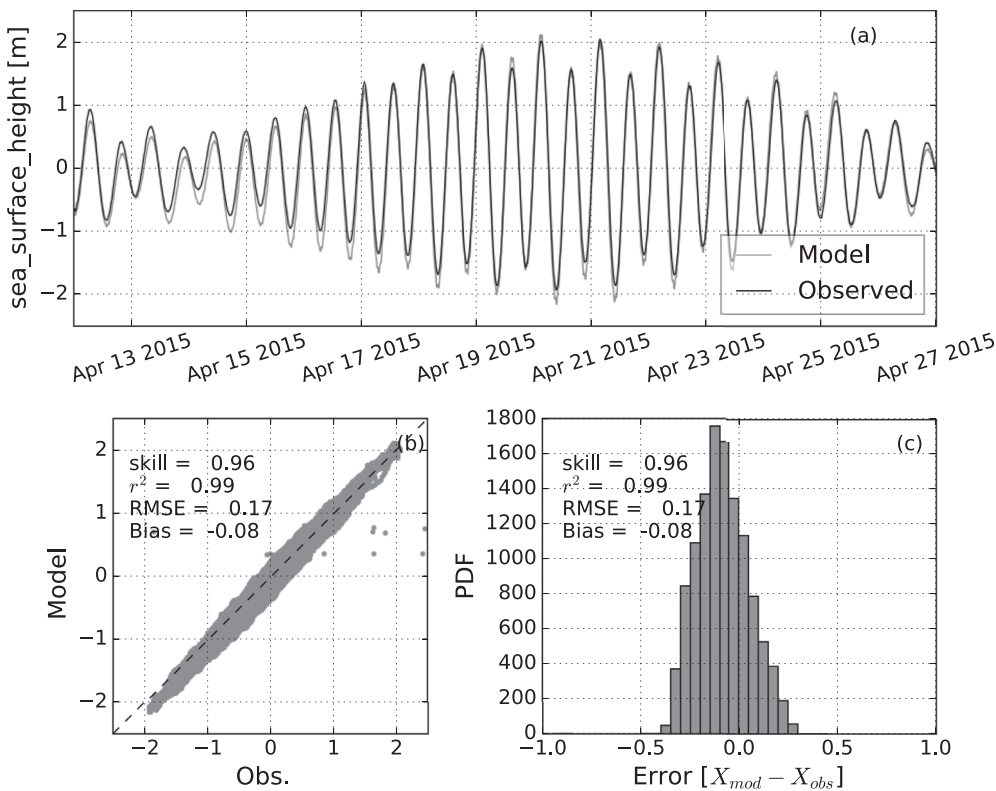 (a)
sea_surface_height [m]
2
1
0
−1
−2
Model
Observed
Apr 13 2015
Apr 15 2015
Apr 17 2015
Apr 19 2015
Apr 21 2015
Apr 23 2015
Apr 25 2015
Apr 27 2015
(b)
skill = 0.96
r² = 0.99
RMSE = 0.17
Bias = -0.08
Model
2
1
0
−1
−2
−2 −1 0 1 2
Obs.
(c)
skill = 0.96
r² = 0.99
RMSE = 0.17
Bias = -0.08
PDF
1800
1600
1400
1200
1000
800
600
400
200
0
−1.0 −0.5 0.0 0.5 1.0
Error [X_mod − X_obs]